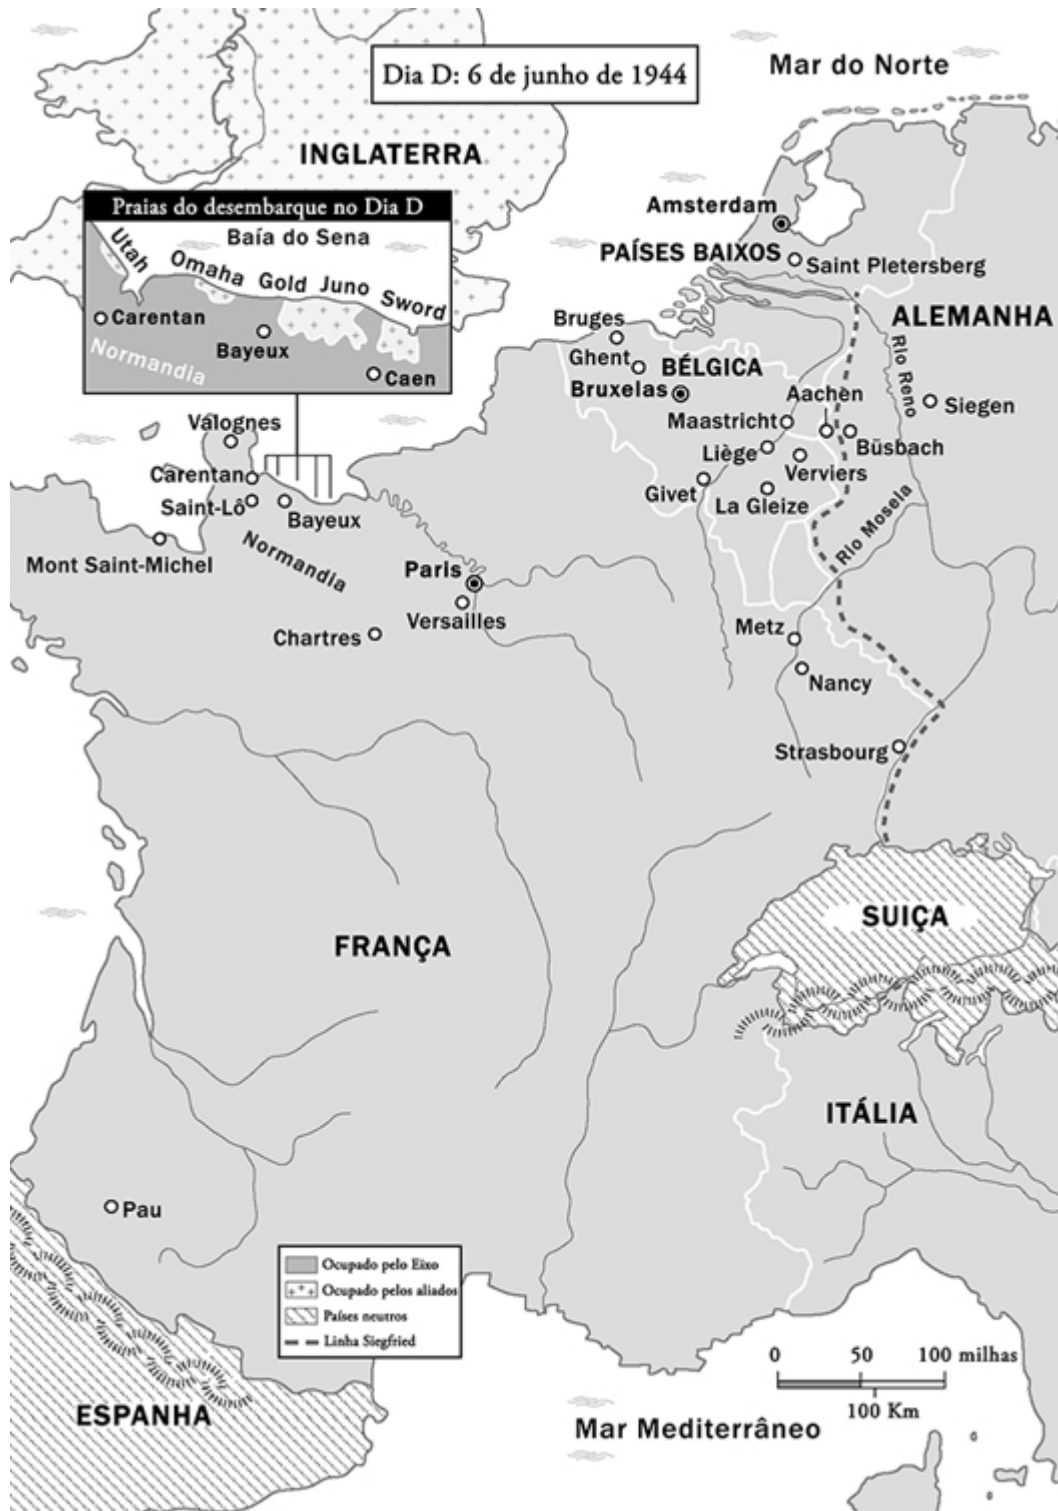 Dia D: 6 de junho de 1944
Mar do Norte
INGLATERRA
Praias do desembarque no Dia D
Baía do Sena
Utah
Omaha
Gold
Juno
Sword
Carentan
Bayeux
Normandia
Caen
Amsterdam
PAÍSES BAIXOS
Saint Pletersberg
ALEMANHA
Bruges
Ghent
BÉLGICA
Bruxelas
Rio Reno
Aachen
Maastricht
Siegen
Liège
Büsbach
Verviers
Givet
La Gleize
Rio Mosela
Valognes
Carentan
Saint-Lô
Bayeux
Mont Saint-Michel
Normandia
Paris
Versailles
Chartres
Metz
Nancy
Strasbourg
SUIÇA
FRANÇA
ITÁLIA
Pau
Ocupado pelo Eixo
Ocupado pelos aliados
Países neutros
Linha Siegfried
0 50 100 milhas
100 Km
ESPANHA
Mar Mediterrâneo